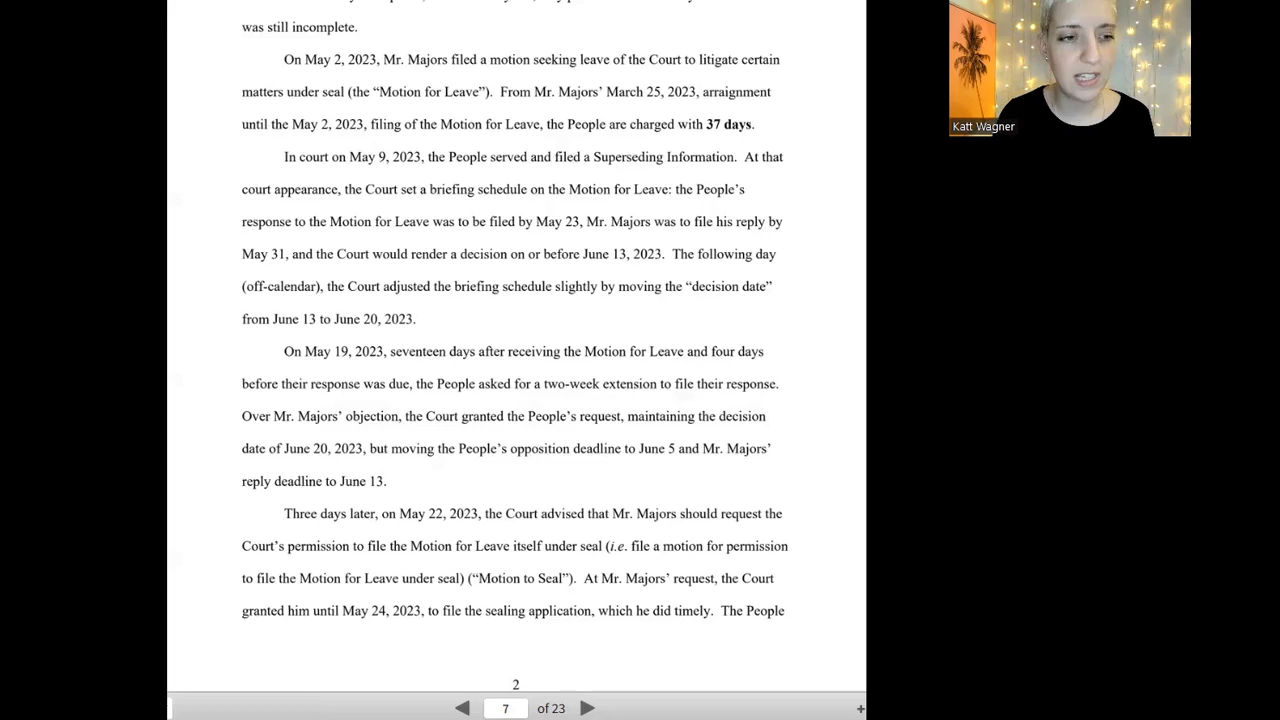 was still incomplete.
On May 2, 2023, Mr. Majors filed a motion seeking leave of the Court to litigate certain
matters under seal (the “Motion for Leave”).  From Mr. Majors’ March 25, 2023, arraignment
until the May 2, 2023, filing of the Motion for Leave, the People are charged with 37 days.
In court on May 9, 2023, the People served and filed a Superseding Information.  At that
court appearance, the Court set a briefing schedule on the Motion for Leave: the People’s
response to the Motion for Leave was to be filed by May 23, Mr. Majors was to file his reply by
May 31, and the Court would render a decision on or before June 13, 2023.  The following day
(off-calendar), the Court adjusted the briefing schedule slightly by moving the “decision date”
from June 13 to June 20, 2023.
On May 19, 2023, seventeen days after receiving the Motion for Leave and four days
before their response was due, the People asked for a two-week extension to file their response.
Over Mr. Majors’ objection, the Court granted the People’s request, maintaining the decision
date of June 20, 2023, but moving the People’s opposition deadline to June 5 and Mr. Majors’
reply deadline to June 13.
Three days later, on May 22, 2023, the Court advised that Mr. Majors should request the
Court’s permission to file the Motion for Leave itself under seal (i.e. file a motion for permission
to file the Motion for Leave under seal) (“Motion to Seal”).  At Mr. Majors’ request, the Court
granted him until May 24, 2023, to file the sealing application, which he did timely.  The People
2
7 of 23
Katt Wagner